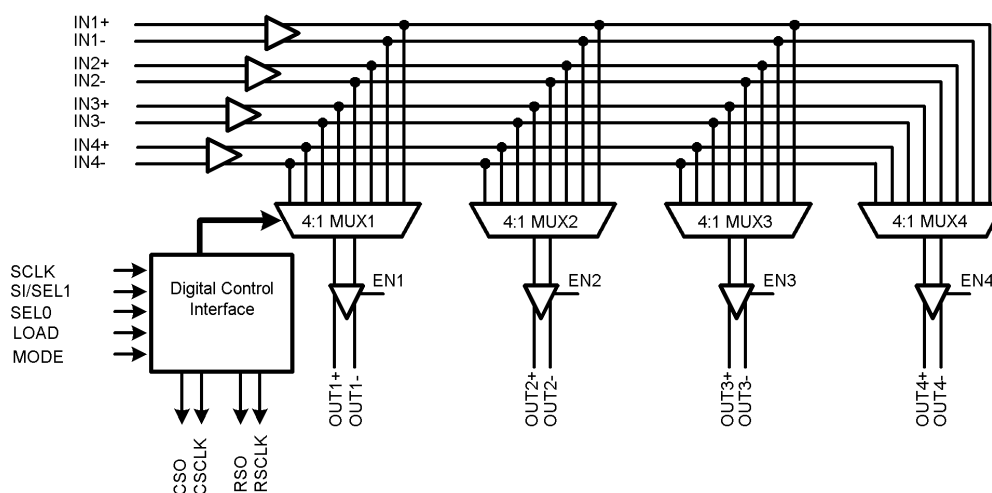 IN1+
IN1-
IN2+
IN2-
IN3+
IN3-
IN4+
IN4-
4:1 MUX1
4:1 MUX2
4:1 MUX3
4:1 MUX4
SCLK
SI/SEL1
SEL0
LOAD
MODE
Digital Control
Interface
EN1
EN2
EN3
EN4
OUT1+
OUT1-
OUT2+
OUT2-
OUT3+
OUT3-
OUT4+
OUT4-
CSO
CSCLK
RSO
RSCLK